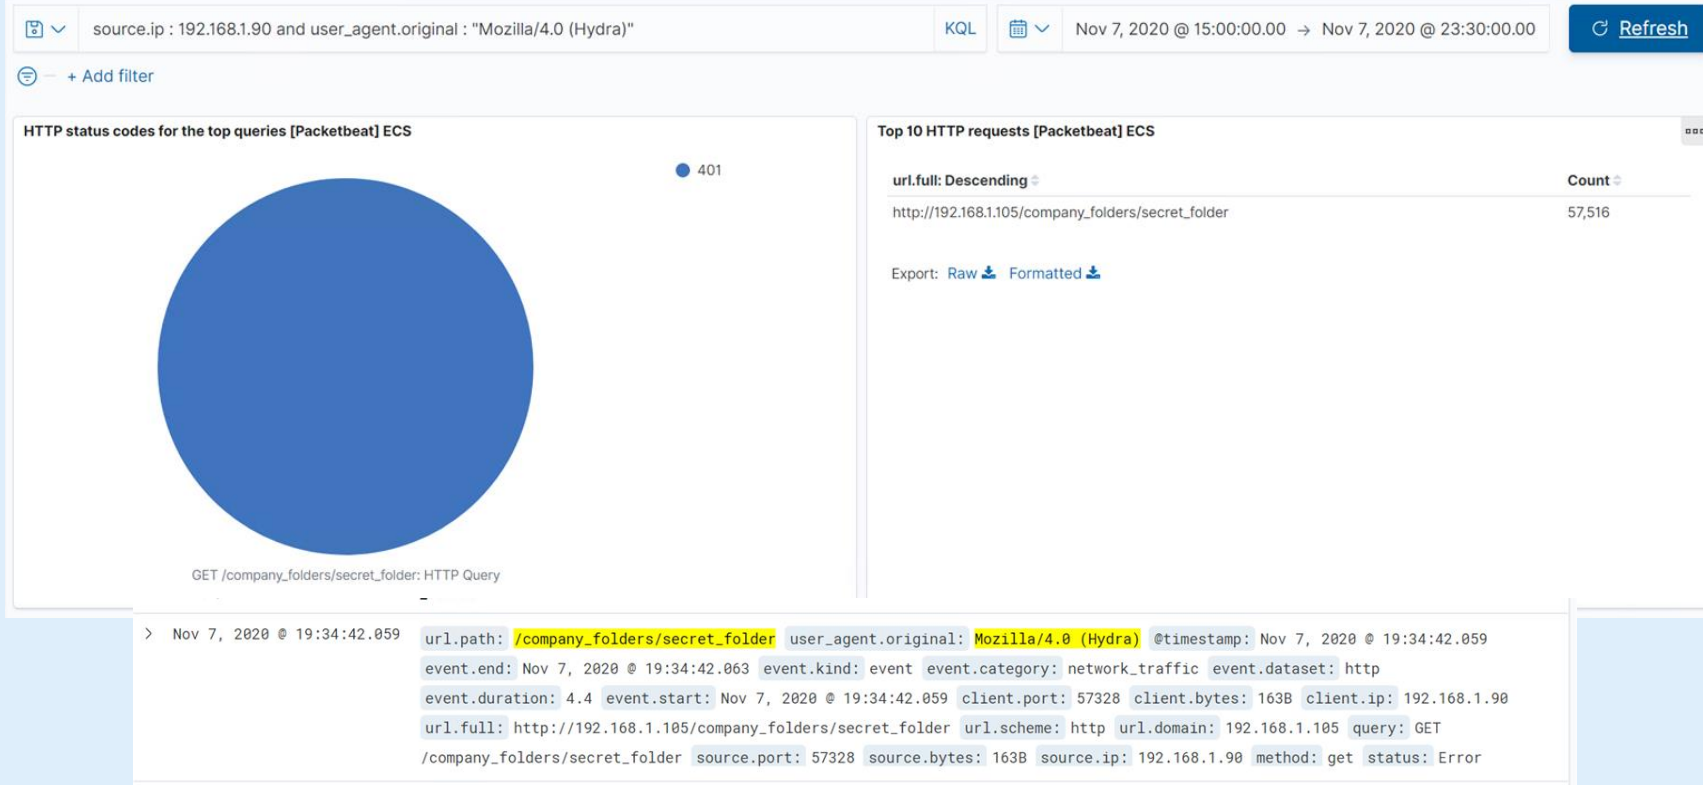 source.ip : 192.168.1.90 and user_agent.original : "Mozilla/4.0 (Hydra)" KQL Nov 7, 2020 @ 15:00:00.00 → Nov 7, 2020 @ 23:30:00.00 Refresh
+ Add filter
HTTP status codes for the top queries [Packetbeat] ECS
401
GET /company_folders/secret_folder: HTTP Query
Top 10 HTTP requests [Packetbeat] ECS
url.full: Descending Count
http://192.168.1.105/company_folders/secret_folder 57,516
Export: Raw Formatted
Nov 7, 2020 @ 19:34:42.059 url.path: /company_folders/secret_folder user_agent.original: Mozilla/4.0 (Hydra) @timestamp: Nov 7, 2020 @ 19:34:42.059
event.end: Nov 7, 2020 @ 19:34:42.063 event.kind: event event.category: network_traffic event.dataset: http
event.duration: 4.4 event.start: Nov 7, 2020 @ 19:34:42.059 client.port: 57328 client.bytes: 163B client.ip: 192.168.1.90
url.full: http://192.168.1.105/company_folders/secret_folder url.scheme: http url.domain: 192.168.1.105 query: GET
/company_folders/secret_folder source.port: 57328 source.bytes: 163B source.ip: 192.168.1.90 method: get status: Error